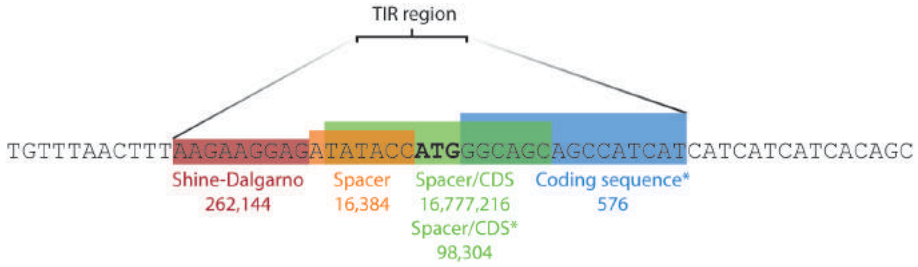 TIR region
TGTTTAACTTTAAGAAGGAGATATACCATGGGCAGCAGCCATCATCATCATCATCACAGC
Shine-Dalgarno Spacer Spacer/CDS Coding sequence*
262,144 16,384 16,777,216 576
Spacer/CDS*
98,304